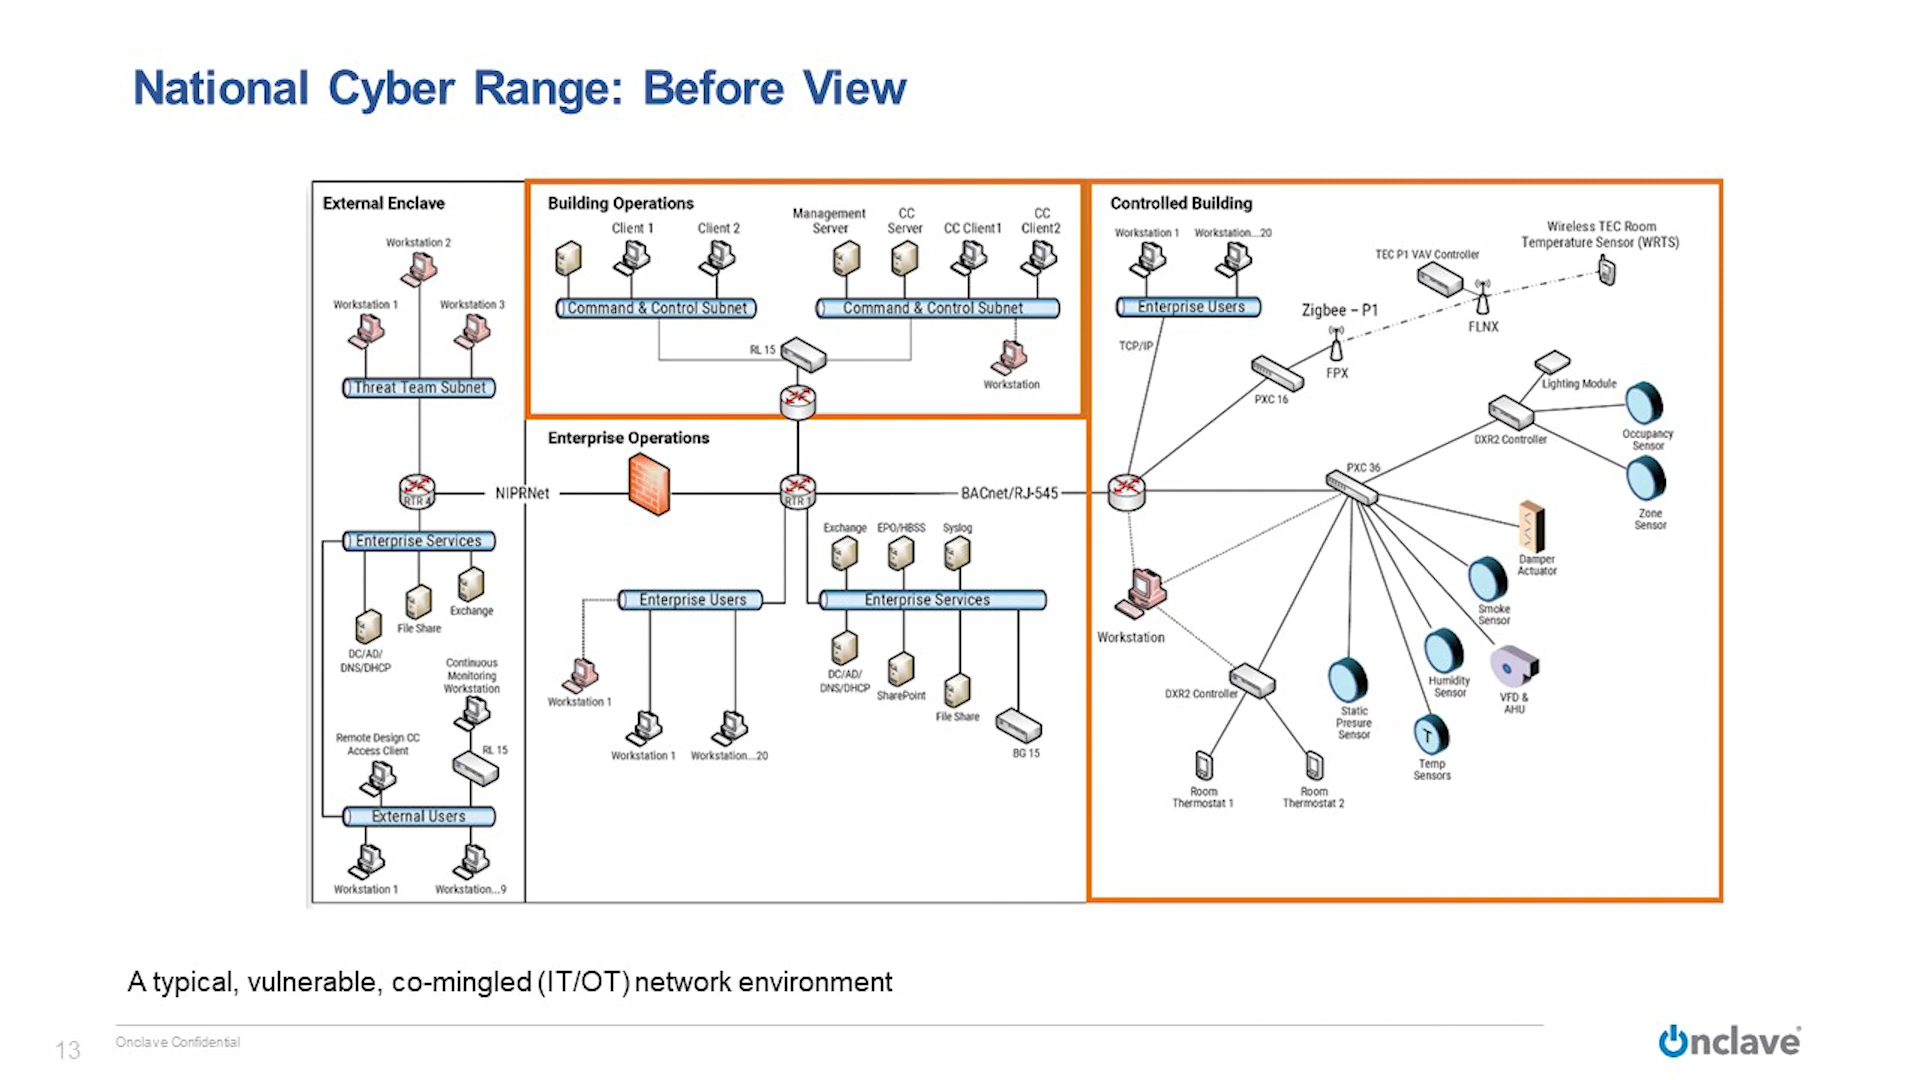 National Cyber Range: Before View
External Enclave
Workstation 2
Workstation 1
Workstation 3
Threat Team Subnet
RTR 4
Enterprise Services
Exchange
File Share
DC/AD/
DNS/DHCP
Continuous
Monitoring
Workstation
Remote Design CC
Access Client
RL 15
External Users
Workstation 1
Workstation...9
Building Operations
Client 1
Client 2
Management
Server
CC
Server
CC Client1
CC
Client2
Command & Control Subnet
Command & Control Subnet
RL 15
Workstation
Enterprise Operations
NIPRNet
RTR 1
BACnet/RJ-545
Exchange
EPO/HBSS
Syslog
Enterprise Users
Enterprise Services
Workstation 1
Workstation 1
Workstation...20
DC/AD/
DNS/DHCP
SharePoint
File Share
BG 15
Controlled Building
Workstation 1
Workstation...20
Enterprise Users
TCP/IP
TEC P1 VAV Controller
Wireless TEC Room
Temperature Sensor (WRTS)
Zigbee – P1
FLNX
FPX
PXC 16
Lighting Module
DXR2 Controller
Occupancy
Sensor
Zone
Sensor
PXC 36
Damper
Actuator
Smoke
Sensor
Workstation
DXR2 Controller
Humidity
Sensor
VFD &
AHU
Static
Presure
Sensor
T
Temp
Sensors
Room
Thermostat 1
Room
Thermostat 2
A typical, vulnerable, co-mingled (IT/OT) network environment
13
Onclave Confidential
Onclave®